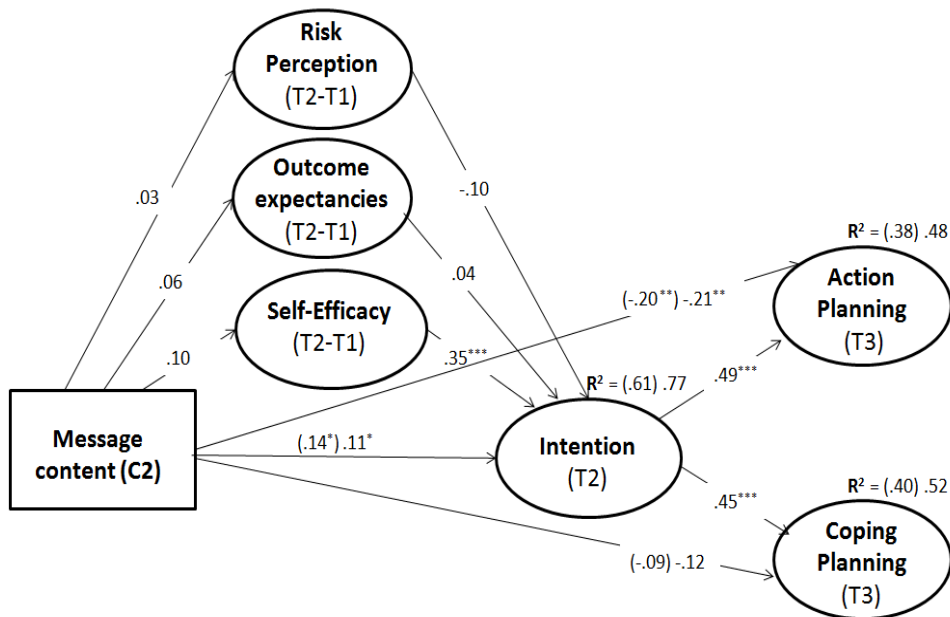 Risk
Perception
(T2-T1)
Outcome
expectancies
(T2-T1)
Self-Efficacy
(T2-T1)
Message
content (C2)
.03
.06
.10
-.10
.04
.35***
(-.20**) -.21**
(.14*) .11*
(-.09) -.12
R² = (.61) .77
Intention
(T2)
.49***
.45***
R² = (.38) .48
Action
Planning
(T3)
R² = (.40) .52
Coping
Planning
(T3)